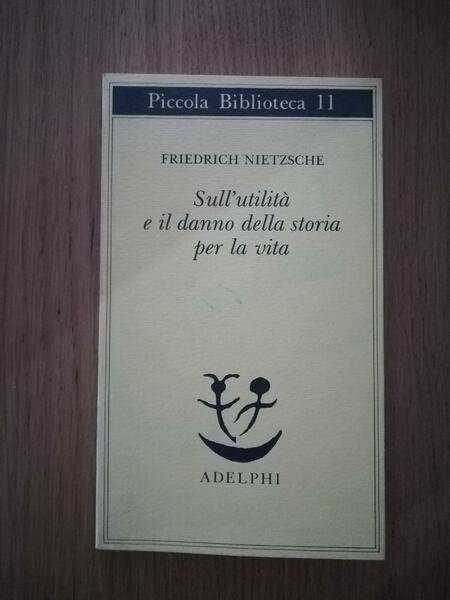 Piccola Biblioteca 11
FRIEDRICH NIETZSCHE
Sull'utilità
e il danno della storia
per la vita
ADELPHI